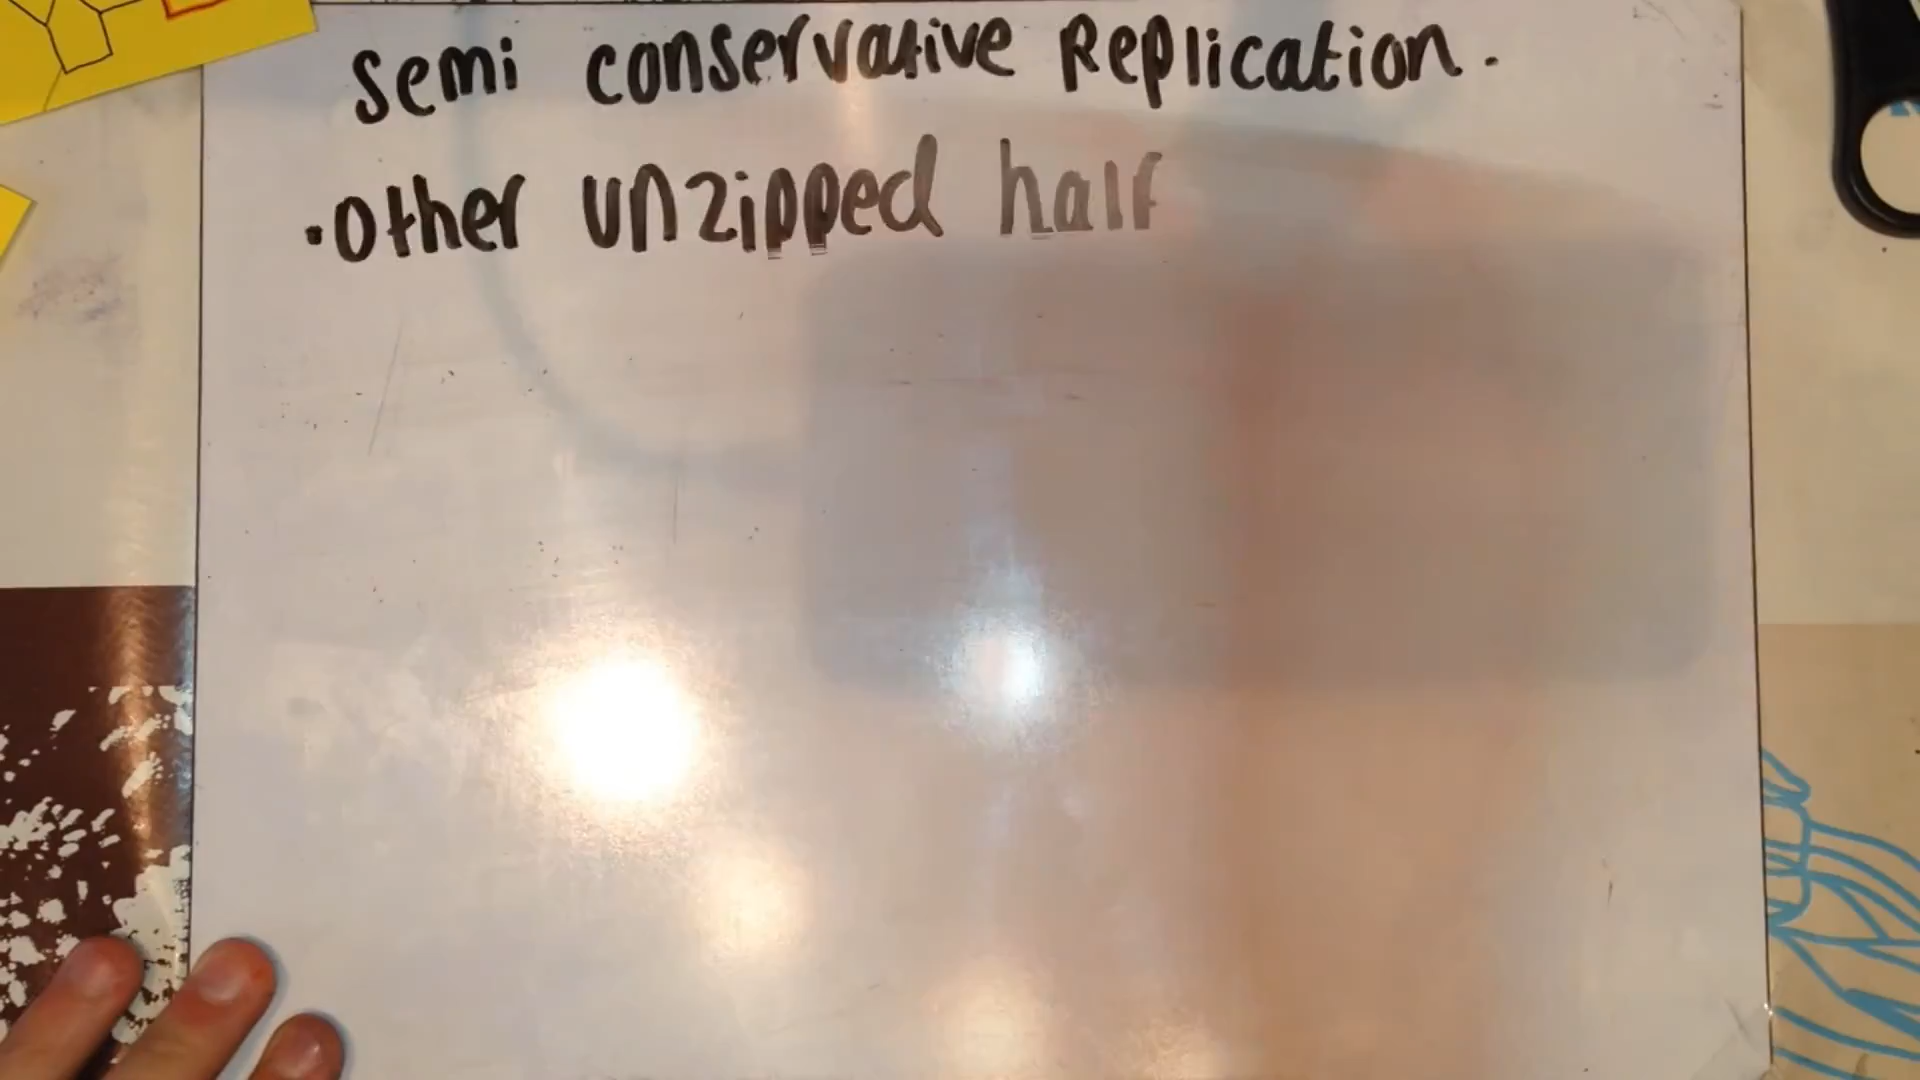 Semi conservative Replication.
• Other unzipped half